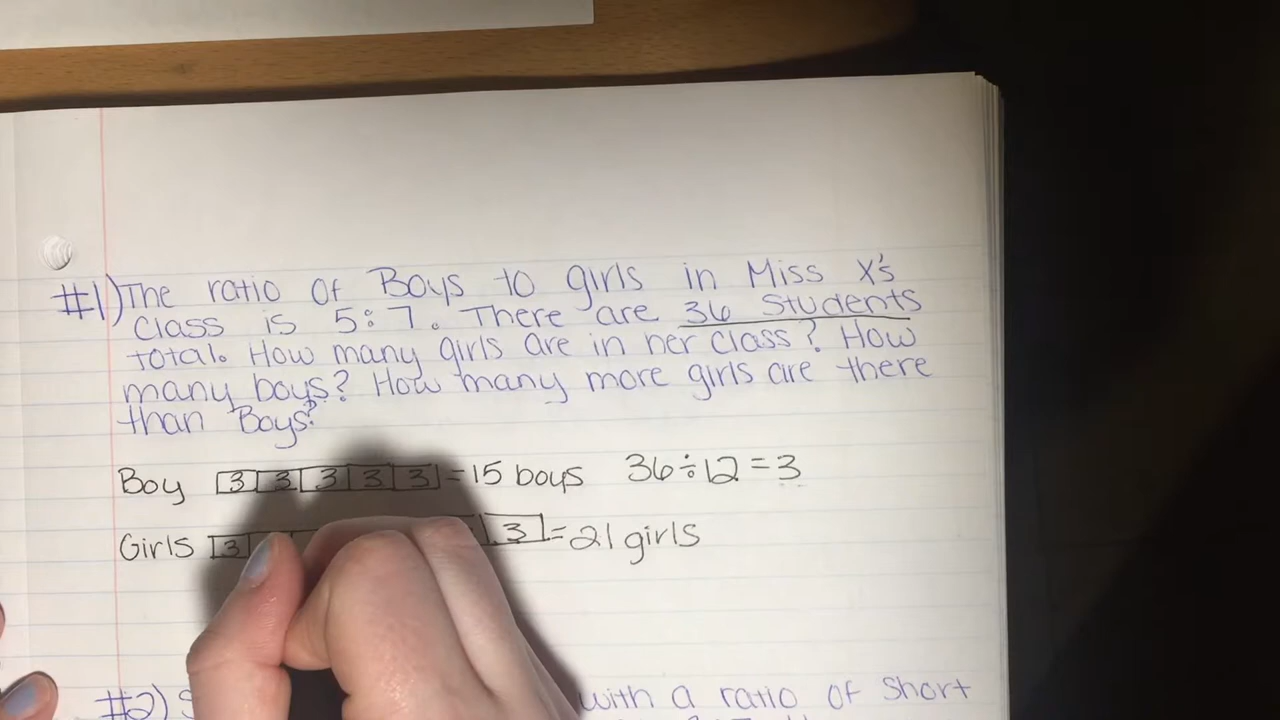 #1) The ratio of Boys to girls in Miss X's
class is 5:7. There are 36 Students
total. How many girls are in her class? How
many boys? How many more girls are there
than Boys?
Boy 3 3 3 3 3 = 15 boys 36 ÷ 12 = 3
Girls 3 3 = 21 girls
#2) with a ratio of Short